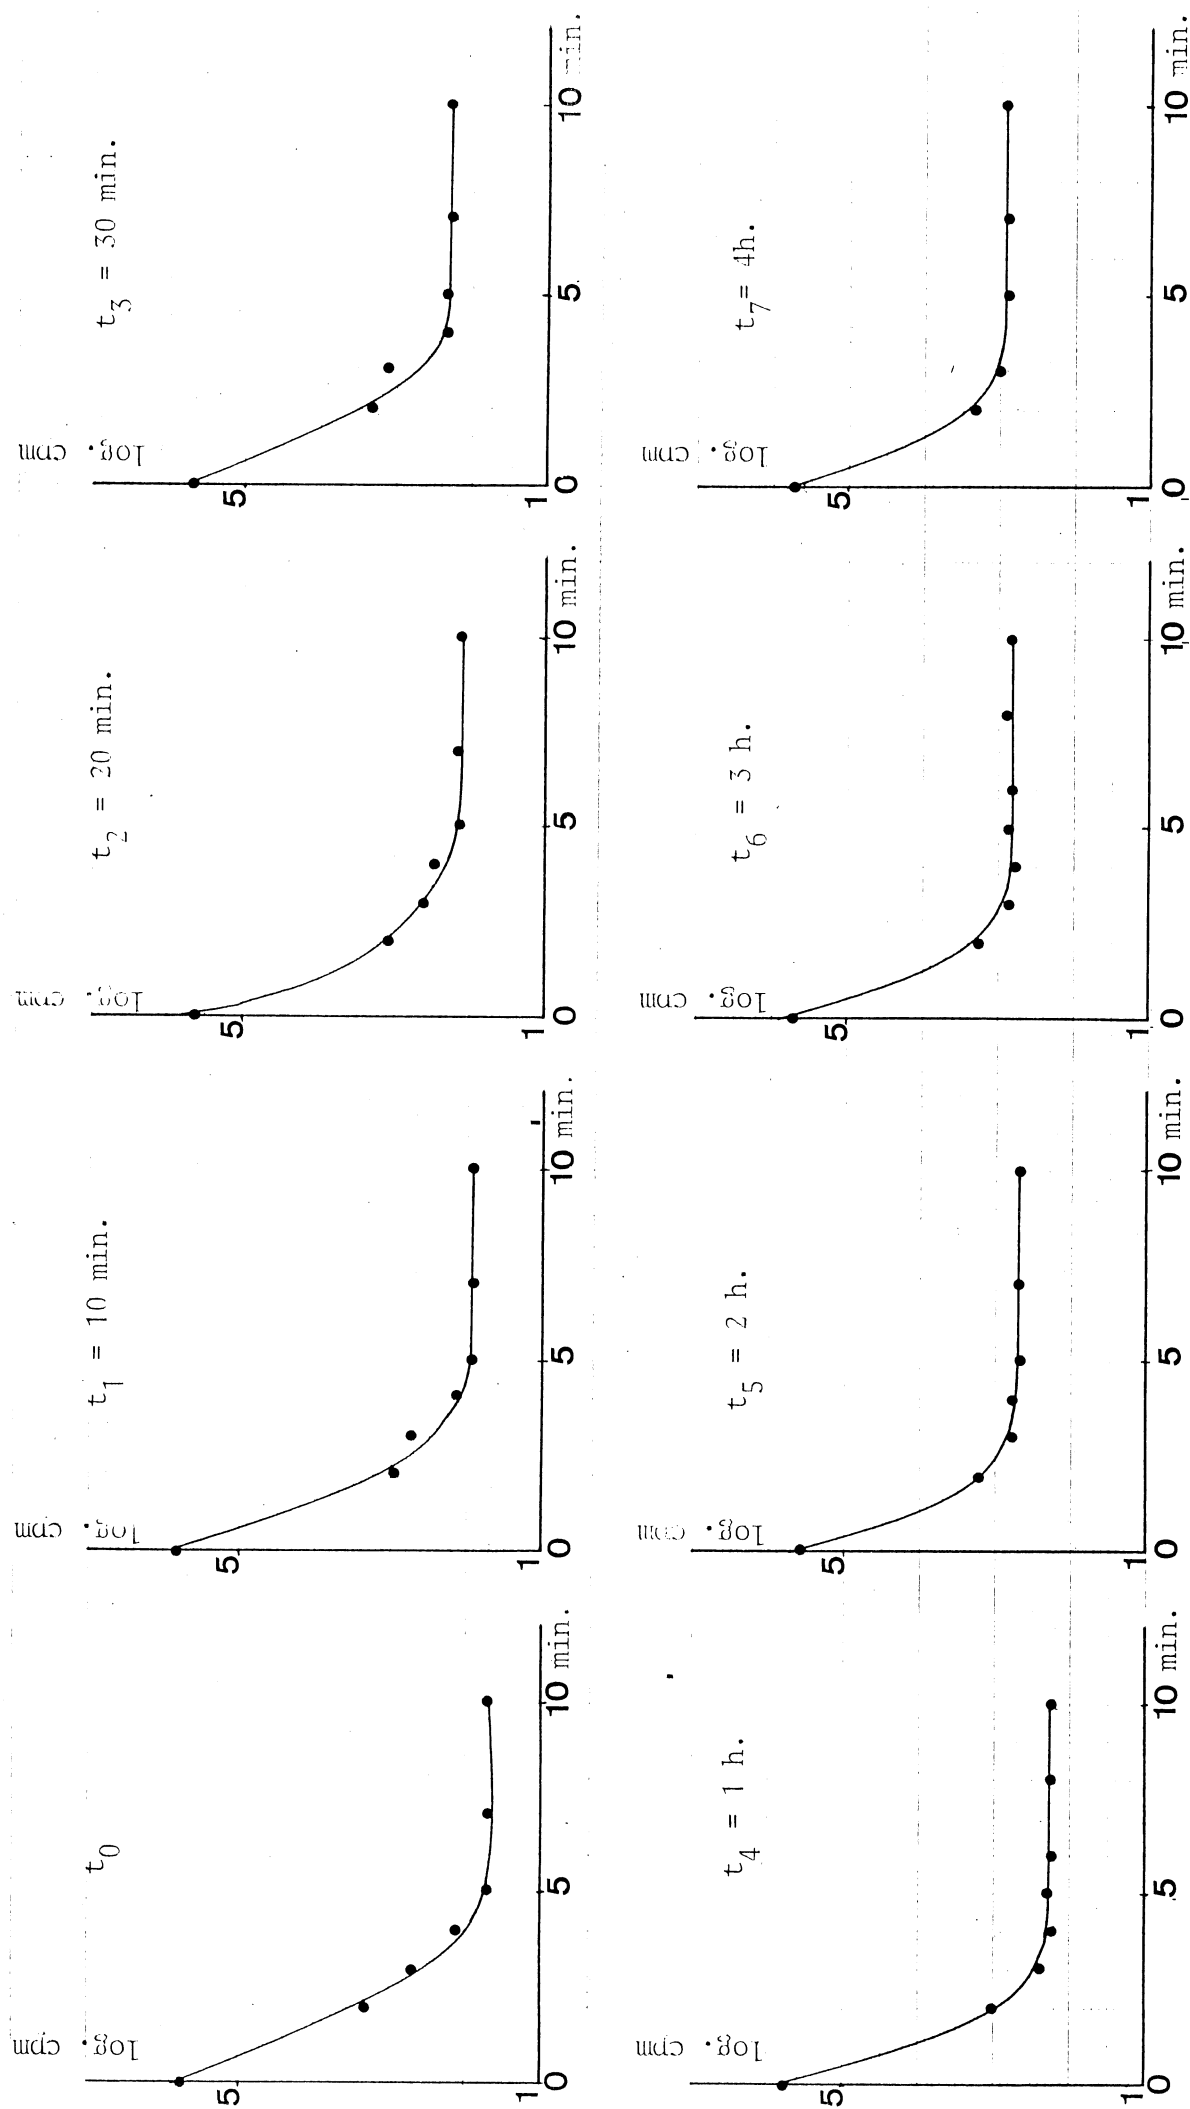 log. cpm
t0
5
1
0 5 10 min.
log. cpm
t1 = 10 min.
5
1
0 5 10 min.
log. cpm
t2 = 20 min.
5
1
0 5 10 min.
log. cpm
t3 = 30 min.
5
1
0 5 10 min.
log. cpm
t4 = 1 h.
5
1
0 5 10 min.
log. cpm
t5 = 2 h.
5
1
0 5 10 min.
log. cpm
t6 = 3 h.
5
1
0 5 10 min.
log. cpm
t7 = 4h.
5
1
0 5 10 min.